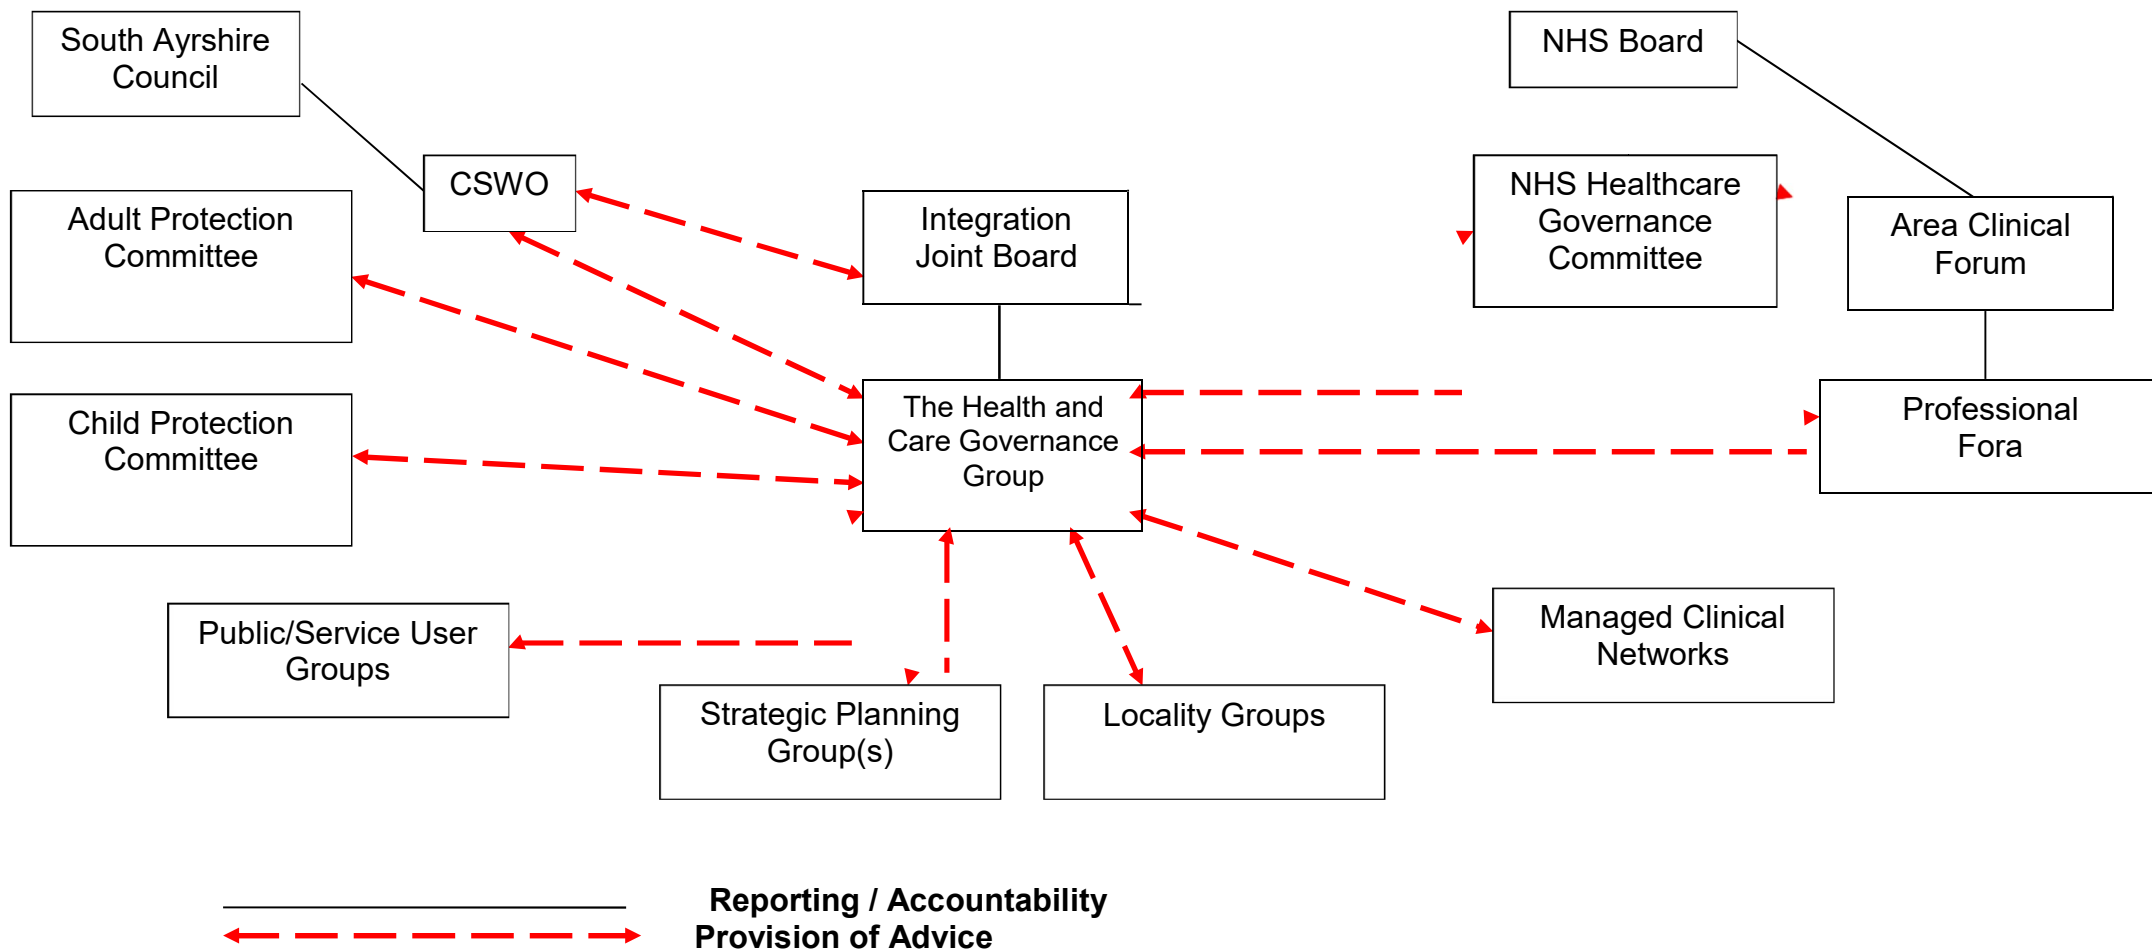 South Ayrshire
Council
NHS Board
CSWO
NHS Healthcare
Governance
Committee
Adult Protection
Committee
Integration
Joint Board
Area Clinical
Forum
Child Protection
Committee
The Health and
Care Governance
Group
Professional
Fora
Public/Service User
Groups
Managed Clinical
Networks
Strategic Planning
Group(s)
Locality Groups
Reporting / Accountability
Provision of Advice